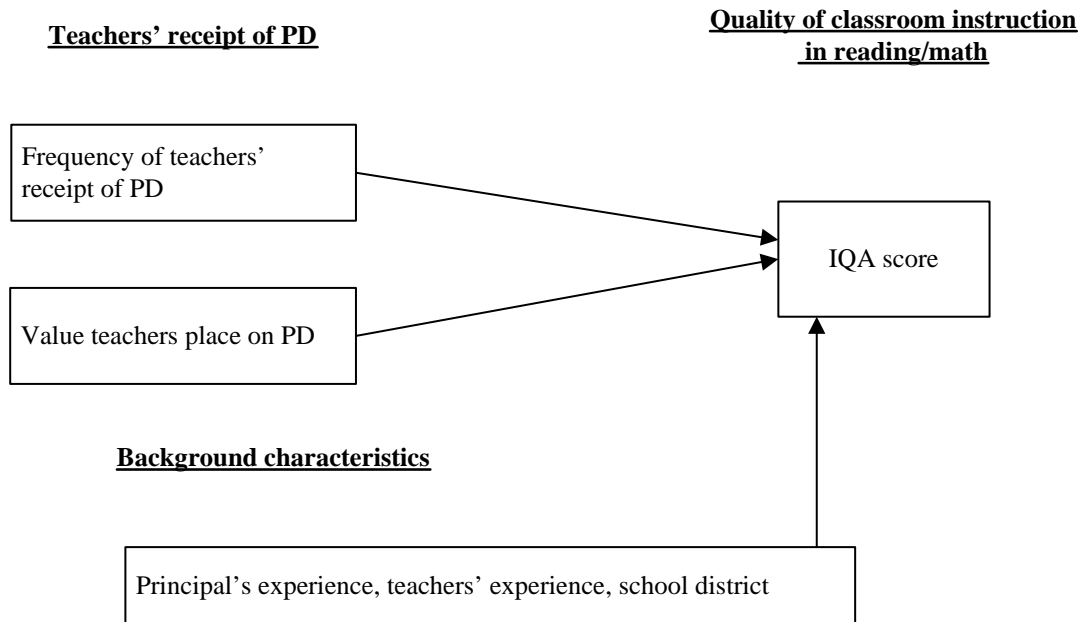 Teachers’ receipt of PD
Quality of classroom instruction
in reading/math
Frequency of teachers’
receipt of PD
IQA score
Value teachers place on PD
Background characteristics
Principal’s experience, teachers’ experience, school district